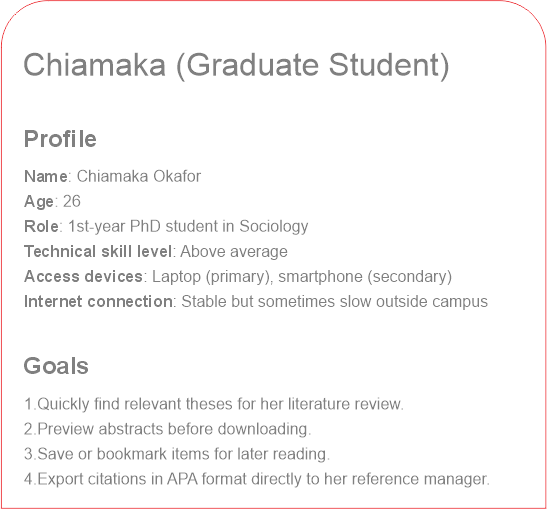 Chiamaka (Graduate Student)
Profile
Name: Chiamaka Okafor
Age: 26
Role: 1st-year PhD student in Sociology
Technical skill level: Above average
Access devices: Laptop (primary), smartphone (secondary)
Internet connection: Stable but sometimes slow outside campus
Goals
1.Quickly find relevant theses for her literature review.
2.Preview abstracts before downloading.
3.Save or bookmark items for later reading.
4.Export citations in APA format directly to her reference manager.